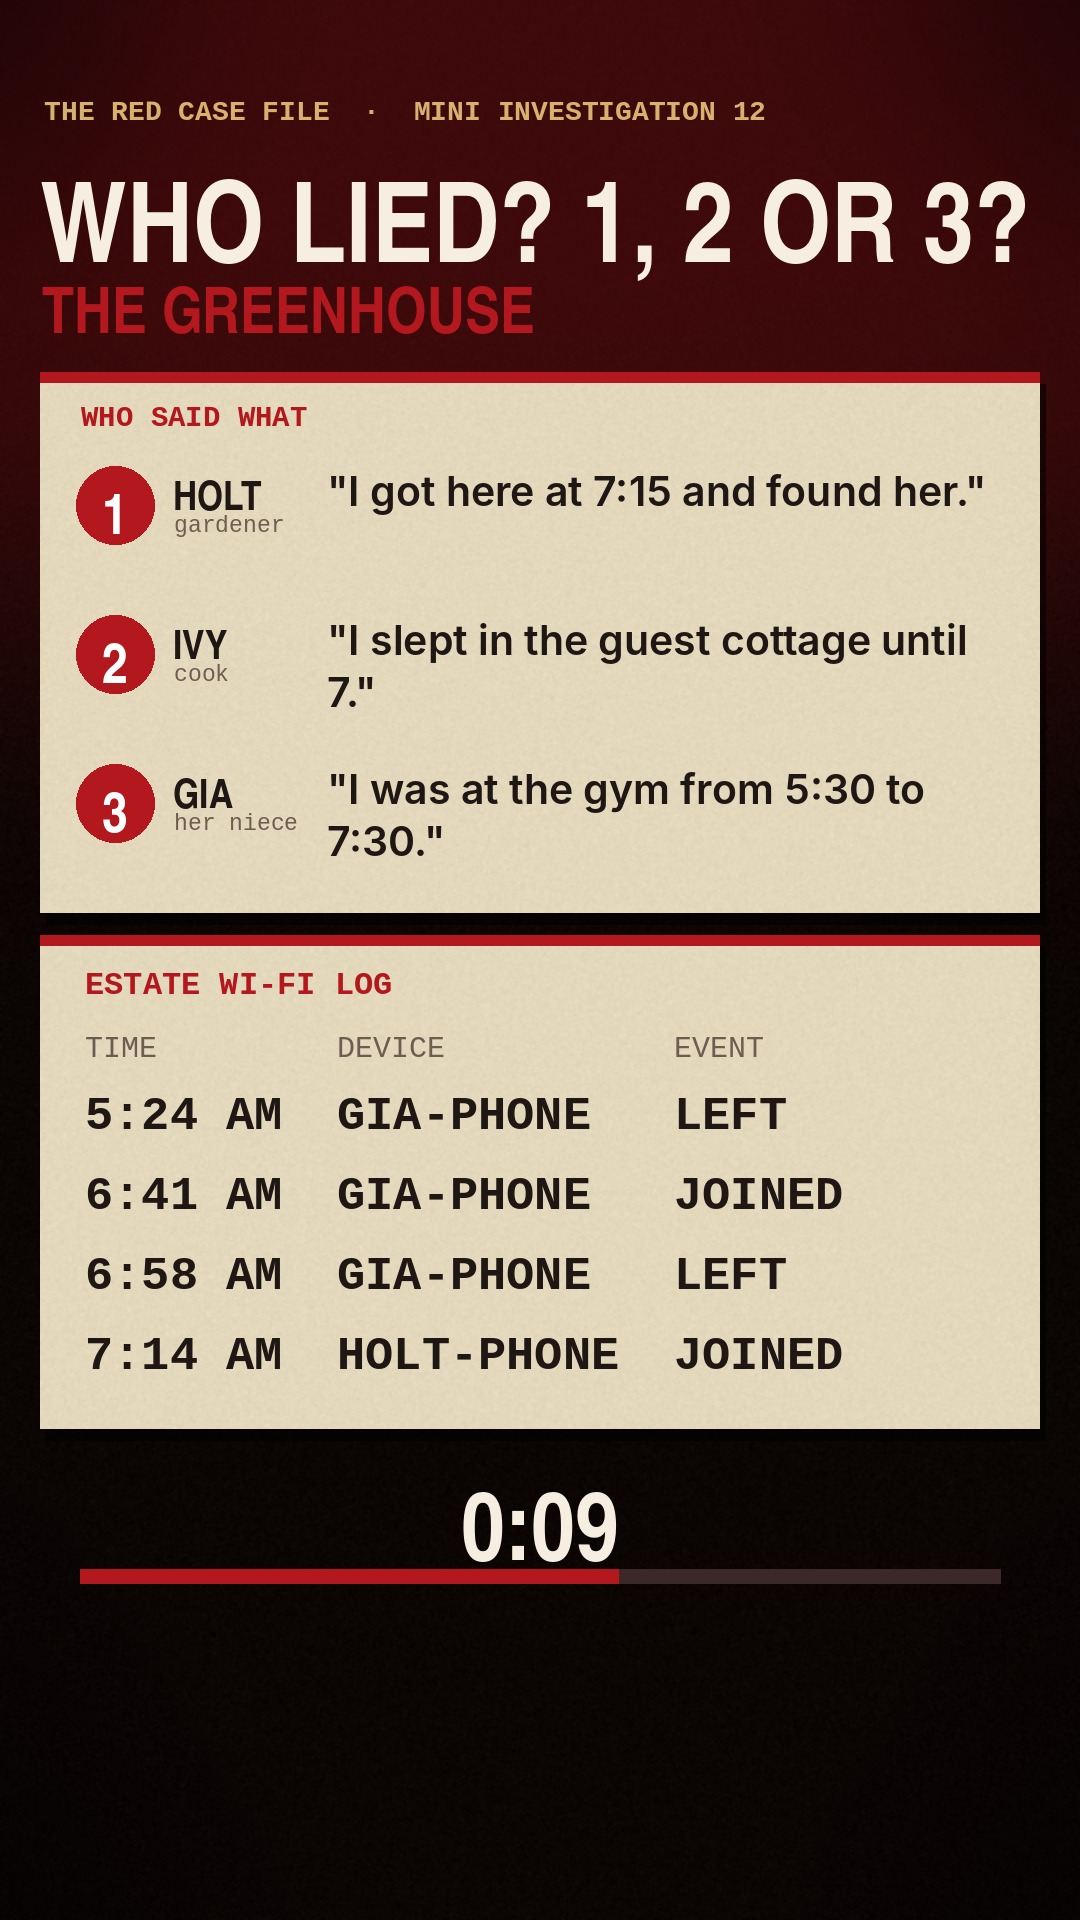 THE RED CASE FILE · MINI INVESTIGATION 12
WHO LIED? 1, 2 OR 3?
THE GREENHOUSE
WHO SAID WHAT
1 HOLT "I got here at 7:15 and found her."
gardener
2 IVY "I slept in the guest cottage until
cook 7."
3 GIA "I was at the gym from 5:30 to
her niece 7:30."
ESTATE WI-FI LOG
TIME DEVICE EVENT
5:24 AM GIA-PHONE LEFT
6:41 AM GIA-PHONE JOINED
6:58 AM GIA-PHONE LEFT
7:14 AM HOLT-PHONE JOINED
0:09